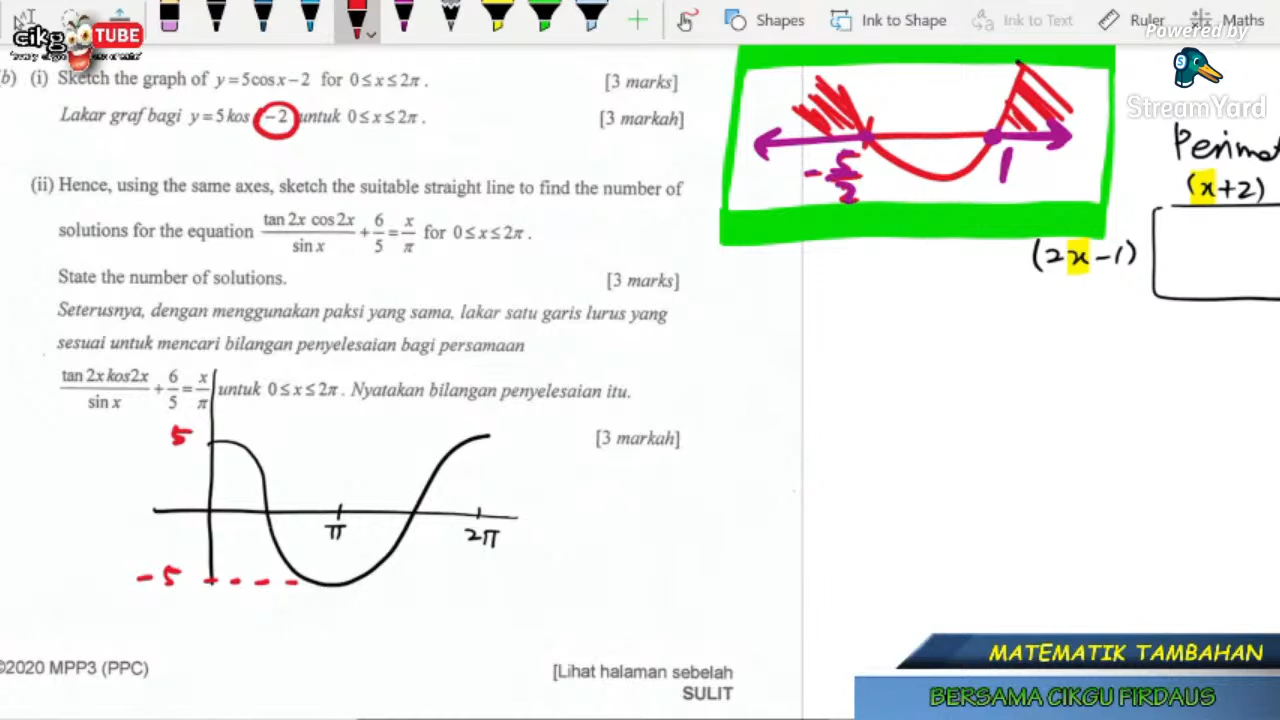 Shapes Ink to Shape Ink to Text Ruler Maths
cikg TUBE
Powered by
StreamYard
b) (i) Sketch the graph of y = 5cos x − 2 for 0 ≤ x ≤ 2π. [3 marks]
Lakar graf bagi y = 5 kos −2 untuk 0 ≤ x ≤ 2π. [3 markah]
(ii) Hence, using the same axes, sketch the suitable straight line to find the number of
solutions for the equation tan 2x cos 2x / sin x + 6/5 = x/π for 0 ≤ x ≤ 2π.
State the number of solutions. [3 marks]
Seterusnya, dengan menggunakan paksi yang sama, lakar satu garis lurus yang
sesuai untuk mencari bilangan penyelesaian bagi persamaan
tan 2x kos 2x / sin x + 6/5 = x/π untuk 0 ≤ x ≤ 2π. Nyatakan bilangan penyelesaian itu.
[3 markah]
5
π
2π
−5
−5/2
1
Perimet
(x+2)
(2x−1)
©2020 MPP3 (PPC)
[Lihat halaman sebelah
SULIT
MATEMATIK TAMBAHAN
BERSAMA CIKGU FIRDAUS